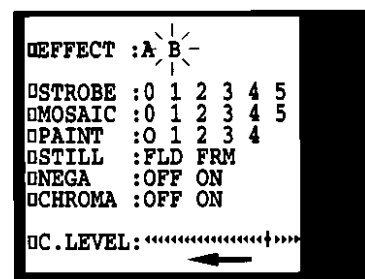 □EFFECT :A B
□STROBE :0 1 2 3 4 5
□MOSAIC :0 1 2 3 4 5
□PAINT :0 1 2 3 4
□STILL :FLD FRM
□NEGA :OFF ON
□CHROMA :OFF ON
□C.LEVEL: